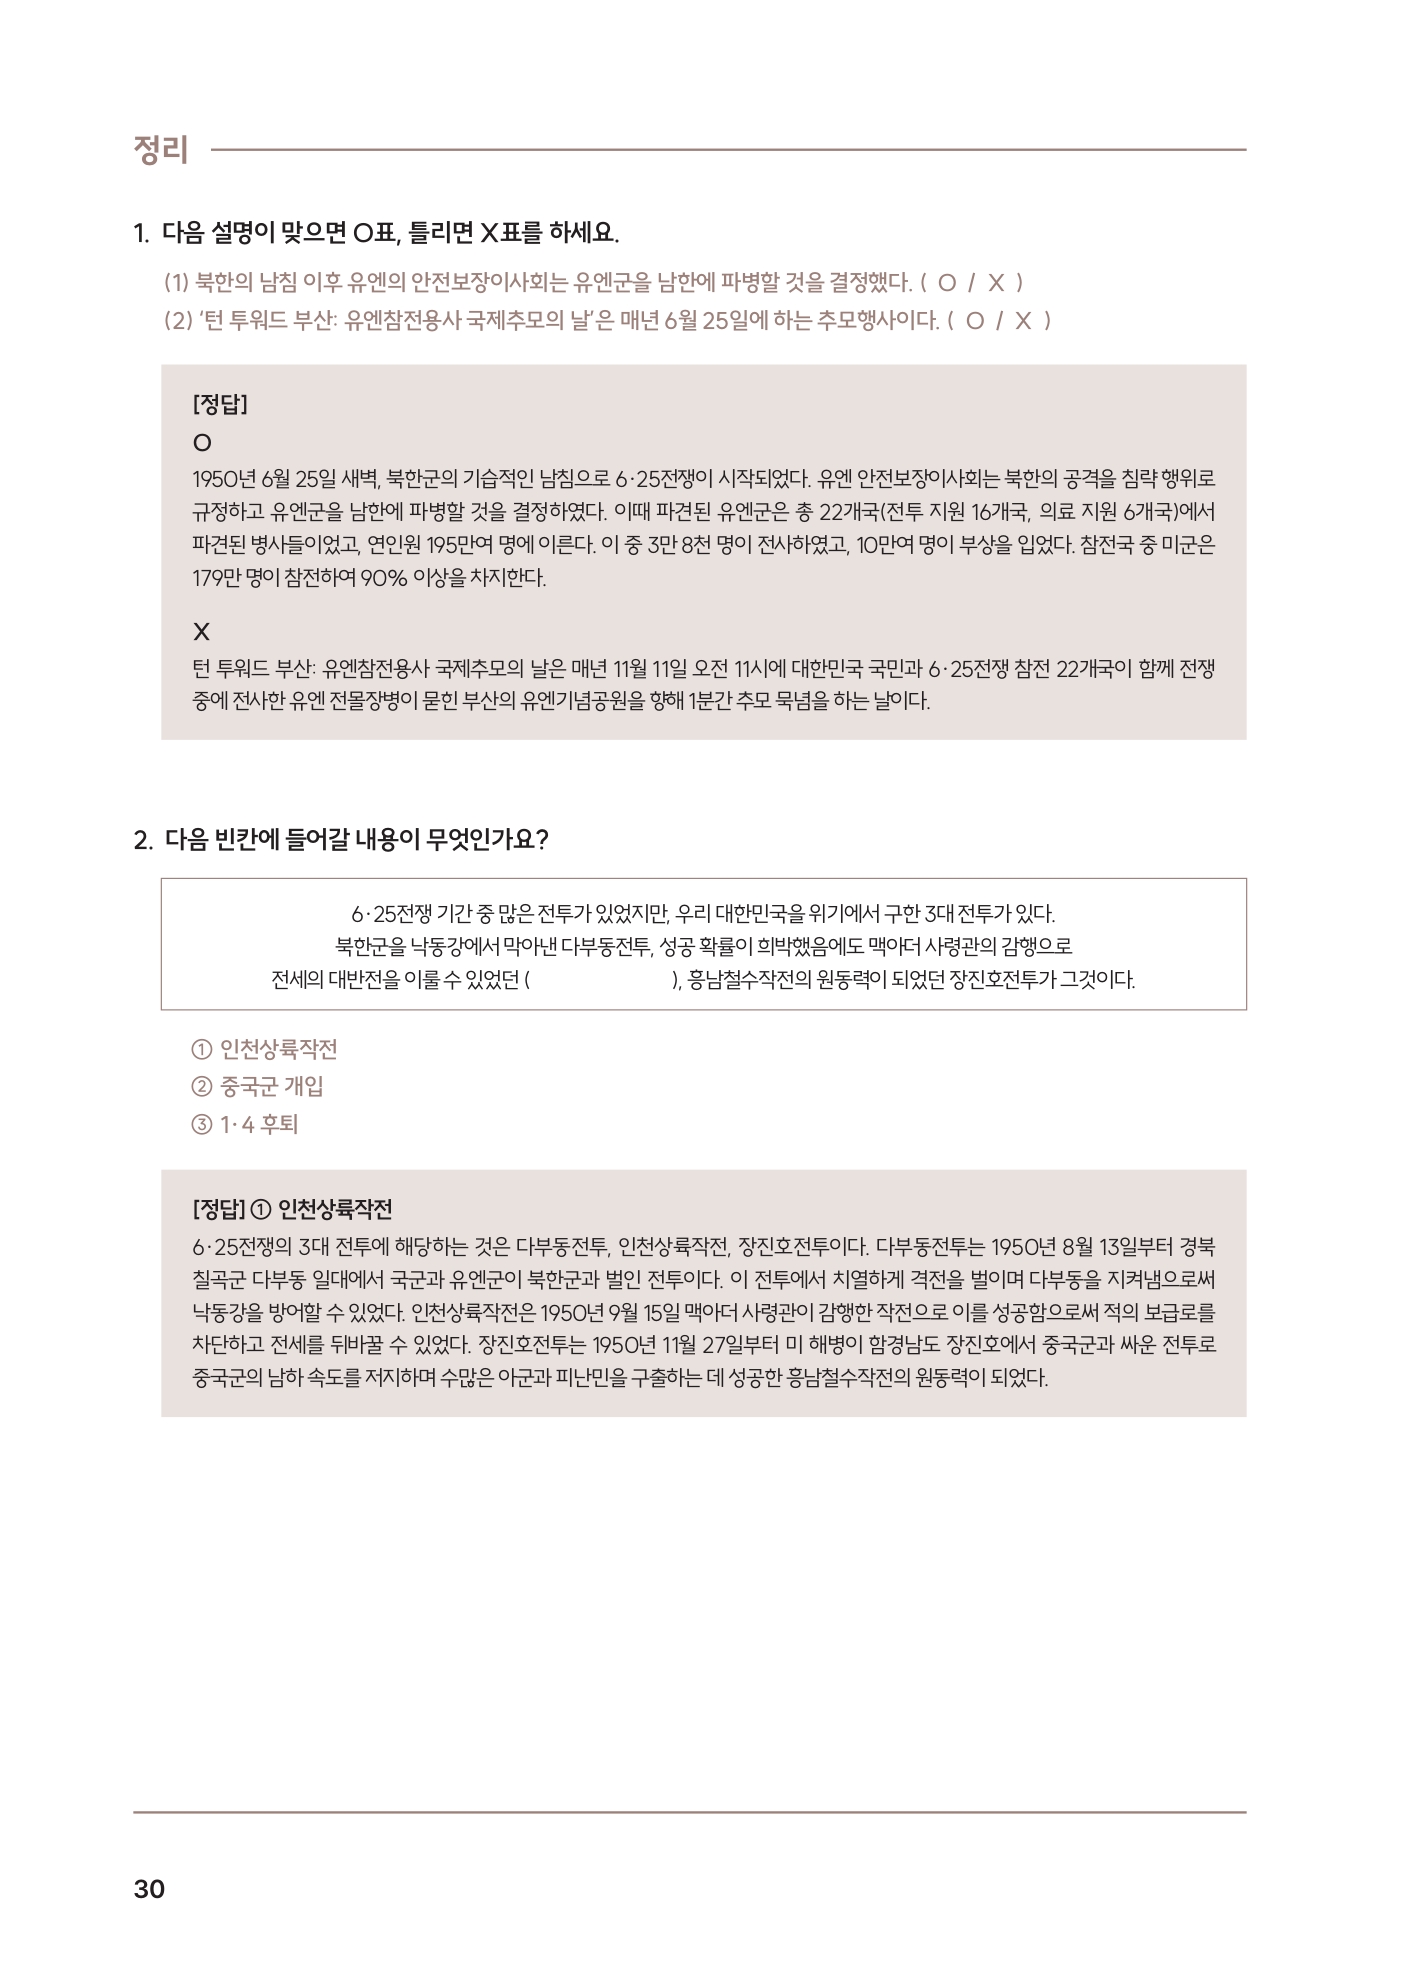 정리
1. 다음 설명이 맞으면 O표, 틀리면 X표를 하세요.
(1) 북한의 남침 이후 유엔의 안전보장이사회는 유엔군을 남한에 파병할 것을 결정했다. ( O / X )
(2) ‘턴 투워드 부산: 유엔참전용사 국제추모의 날’은 매년 6월 25일에 하는 추모행사이다. ( O / X )
[정답]
O
1950년 6월 25일 새벽, 북한군의 기습적인 남침으로 6·25전쟁이 시작되었다. 유엔 안전보장이사회는 북한의 공격을 침략 행위로
규정하고 유엔군을 남한에 파병할 것을 결정하였다. 이때 파견된 유엔군은 총 22개국(전투 지원 16개국, 의료 지원 6개국)에서
파견된 병사들이었고, 연인원 195만여 명에 이른다. 이 중 3만 8천 명이 전사하였고, 10만여 명이 부상을 입었다. 참전국 중 미군은
179만 명이 참전하여 90% 이상을 차지한다.
X
턴 투워드 부산: 유엔참전용사 국제추모의 날은 매년 11월 11일 오전 11시에 대한민국 국민과 6·25전쟁 참전 22개국이 함께 전쟁
중에 전사한 유엔 전몰장병이 묻힌 부산의 유엔기념공원을 향해 1분간 추모 묵념을 하는 날이다.
2. 다음 빈칸에 들어갈 내용이 무엇인가요?
6·25전쟁 기간 중 많은 전투가 있었지만, 우리 대한민국을 위기에서 구한 3대 전투가 있다.
북한군을 낙동강에서 막아낸 다부동전투, 성공 확률이 희박했음에도 맥아더 사령관의 감행으로
전세의 대반전을 이룰 수 있었던 ( ), 흥남철수작전의 원동력이 되었던 장진호전투가 그것이다.
① 인천상륙작전
② 중국군 개입
③ 1·4 후퇴
[정답] ① 인천상륙작전
6·25전쟁의 3대 전투에 해당하는 것은 다부동전투, 인천상륙작전, 장진호전투이다. 다부동전투는 1950년 8월 13일부터 경북
칠곡군 다부동 일대에서 국군과 유엔군이 북한군과 벌인 전투이다. 이 전투에서 치열하게 격전을 벌이며 다부동을 지켜냄으로써
낙동강을 방어할 수 있었다. 인천상륙작전은 1950년 9월 15일 맥아더 사령관이 감행한 작전으로 이를 성공함으로써 적의 보급로를
차단하고 전세를 뒤바꿀 수 있었다. 장진호전투는 1950년 11월 27일부터 미 해병이 함경남도 장진호에서 중국군과 싸운 전투로
중국군의 남하 속도를 저지하며 수많은 아군과 피난민을 구출하는 데 성공한 흥남철수작전의 원동력이 되었다.
30